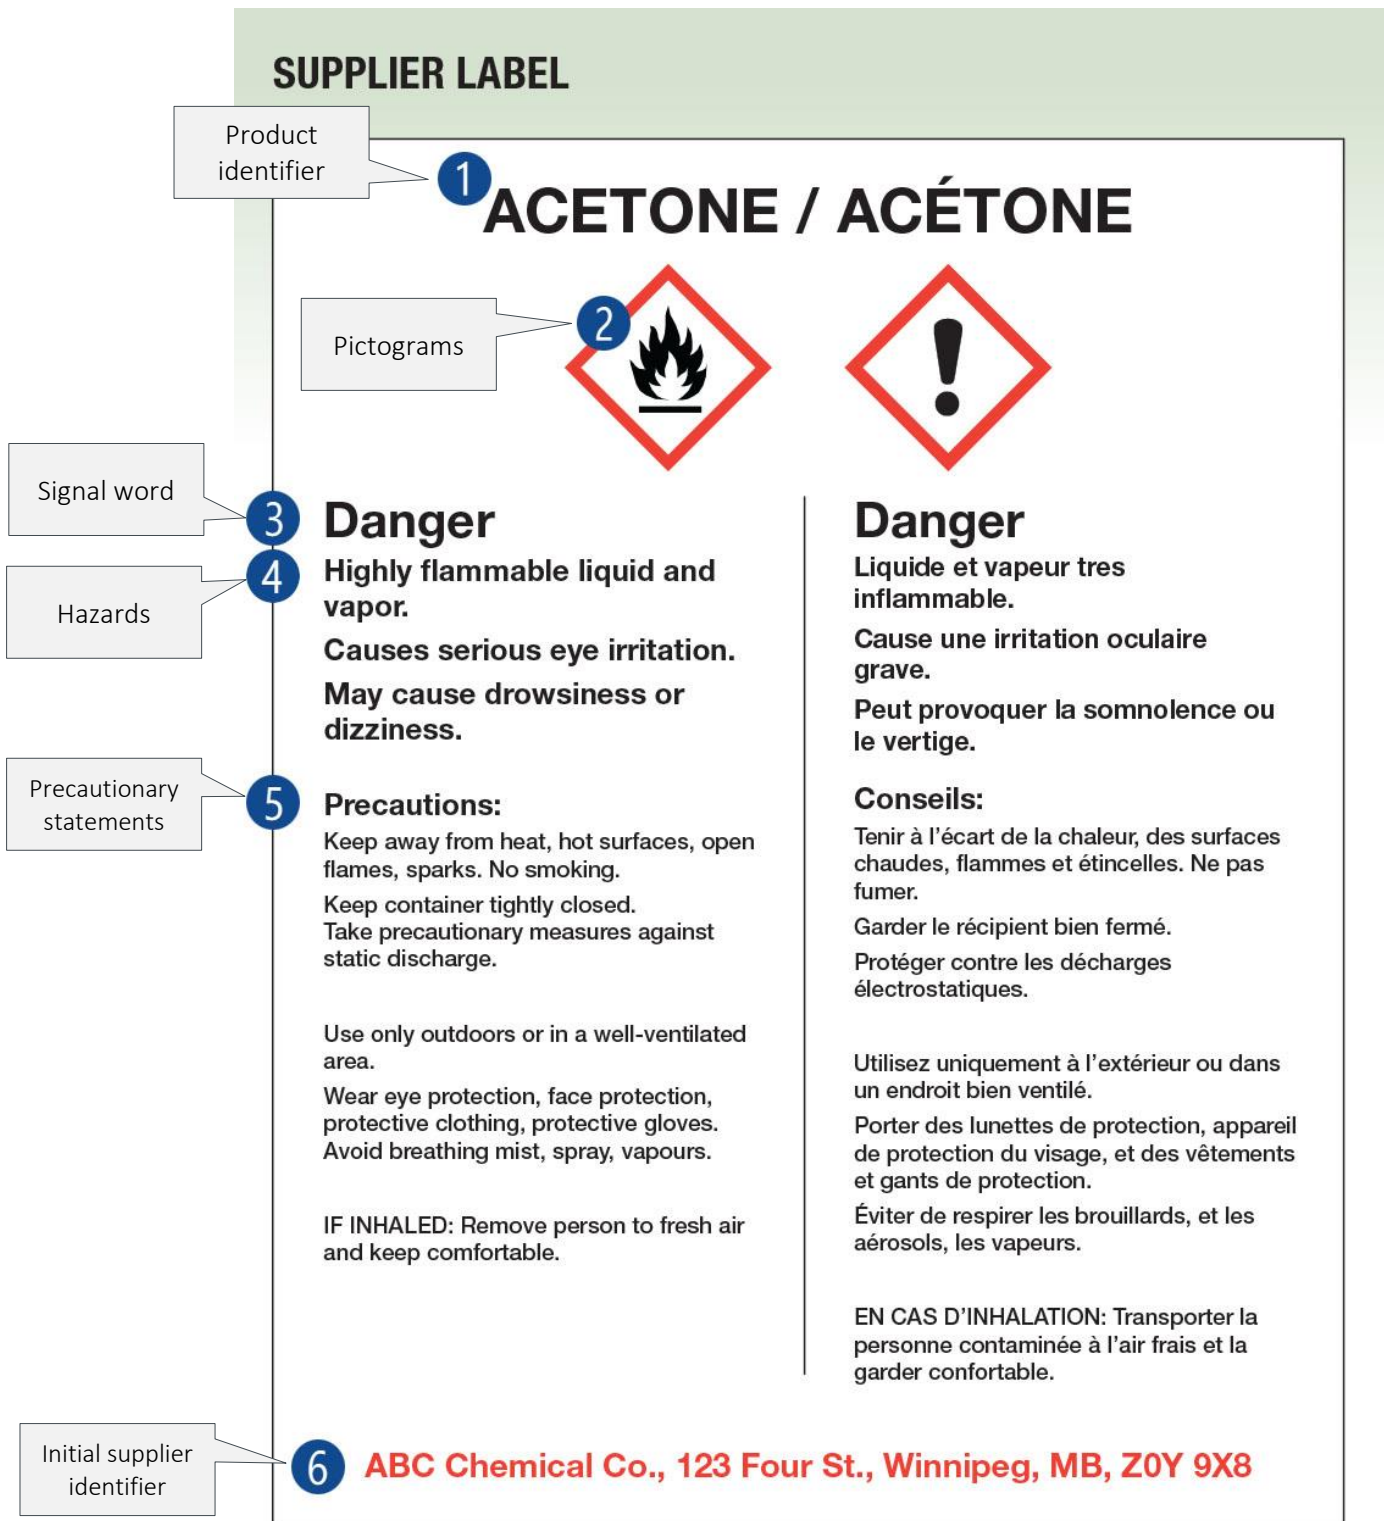 SUPPLIER LABEL
Product
identifier
1
ACETONE / ACÉTONE
Pictograms
2
Signal word
3
Danger
Hazards
4
Highly flammable liquid and
vapor.
Causes serious eye irritation.
May cause drowsiness or
dizziness.
Precautionary
statements
5
Precautions:
Keep away from heat, hot surfaces, open
flames, sparks. No smoking.
Keep container tightly closed.
Take precautionary measures against
static discharge.
Use only outdoors or in a well-ventilated
area.
Wear eye protection, face protection,
protective clothing, protective gloves.
Avoid breathing mist, spray, vapours.
IF INHALED: Remove person to fresh air
and keep comfortable.
Danger
Liquide et vapeur tres
inflammable.
Cause une irritation oculaire
grave.
Peut provoquer la somnolence ou
le vertige.
Conseils:
Tenir à l'écart de la chaleur, des surfaces
chaudes, flammes et étincelles. Ne pas
fumer.
Garder le récipient bien fermé.
Protéger contre les décharges
électrostatiques.
Utilisez uniquement à l'extérieur ou dans
un endroit bien ventilé.
Porter des lunettes de protection, appareil
de protection du visage, et des vêtements
et gants de protection.
Éviter de respirer les brouillards, et les
aérosols, les vapeurs.
EN CAS D'INHALATION: Transporter la
personne contaminée à l'air frais et la
garder confortable.
Initial supplier
identifier
6
ABC Chemical Co., 123 Four St., Winnipeg, MB, Z0Y 9X8